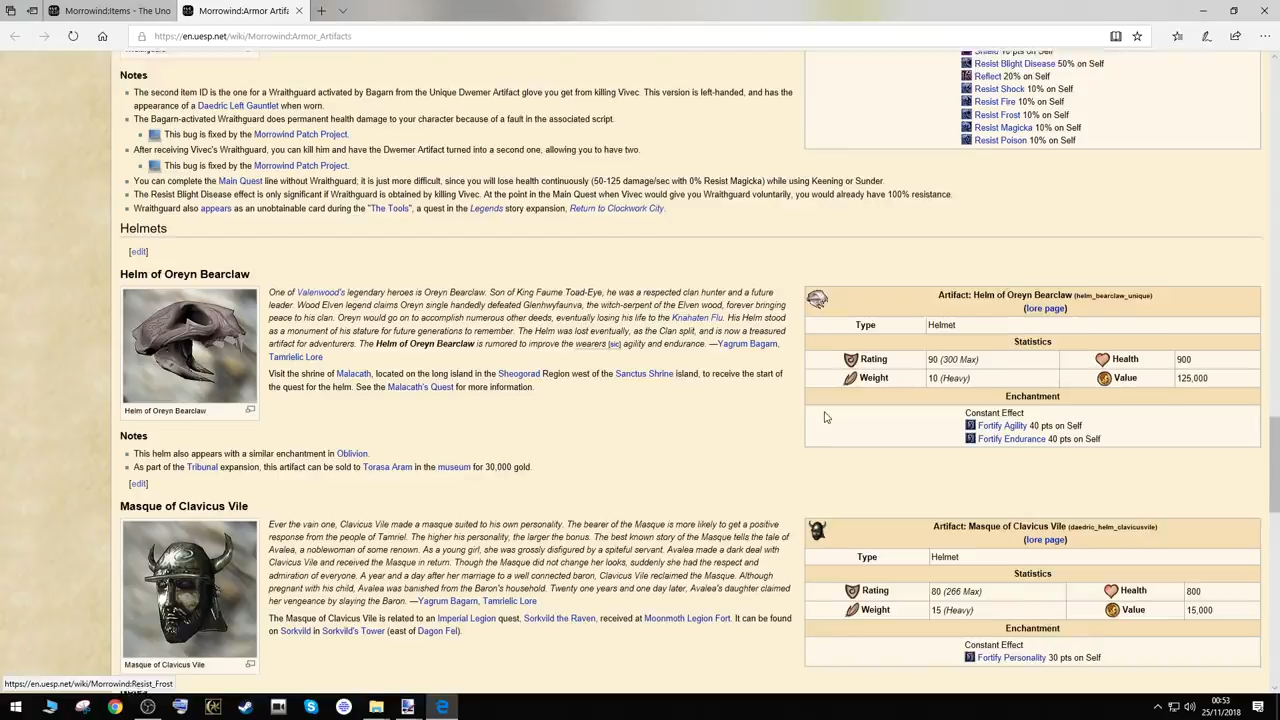 Morrowind:Items - The Uno
Morrowind:Armor Artifa
https://en.uesp.net/wiki/Morrowind:Armor_Artifacts
Notes
The second item ID is the one for a Wraithguard activated by Bagarn from the Unique Dwemer Artifact glove you get from killing Vivec. This version is left-handed, and has the
appearance of a Daedric Left Gauntlet when worn.
The Bagarn-activated Wraithguard does permanent health damage to your character because of a fault in the associated script.
This bug is fixed by the Morrowind Patch Project.
After receiving Vivec's Wraithguard, you can kill him and have the Dwemer Artifact turned into a second one, allowing you to have two.
This bug is fixed by the Morrowind Patch Project.
You can complete the Main Quest line without Wraithguard; it is just more difficult, since you will lose health continuously (50-125 damage/sec with 0% Resist Magicka) while using Keening or Sunder.
The Resist Blight Disease effect is only significant if Wraithguard is obtained by killing Vivec. At the point in the Main Quest when Vivec would give you Wraithguard voluntarily, you would already have 100% resistance.
Wraithguard also appears as an unobtainable card during the "The Tools", a quest in the Legends story expansion, Return to Clockwork City.
Shield 10 pts on Self
Resist Blight Disease 50% on Self
Reflect 20% on Self
Resist Shock 10% on Self
Resist Fire 10% on Self
Resist Frost 10% on Self
Resist Magicka 10% on Self
Resist Poison 10% on Self
Helmets
[edit]
Helm of Oreyn Bearclaw
Helm of Oreyn Bearclaw
One of Valenwood's legendary heroes is Oreyn Bearclaw. Son of King Faume Toad-Eye, he was a respected clan hunter and a future
leader. Wood Elven legend claims Oreyn single handedly defeated Glenhwyfaunva, the witch-serpent of the Elven wood, forever bringing
peace to his clan. Oreyn would go on to accomplish numerous other deeds, eventually losing his life to the Knahaten Flu. His Helm stood
as a monument of his stature for future generations to remember. The Helm was lost eventually, as the Clan split, and is now a treasured
artifact for adventurers. The Helm of Oreyn Bearclaw is rumored to improve the wearers [sic] agility and endurance. —Yagrum Bagarn,
Tamrielic Lore
Visit the shrine of Malacath, located on the long island in the Sheogorad Region west of the Sanctus Shrine island, to receive the start of
the quest for the helm. See the Malacath's Quest for more information.
Artifact: Helm of Oreyn Bearclaw (helm_bearclaw_unique)
(lore page)
Type Helmet
Statistics
Rating 90 (300 Max) Health 900
Weight 10 (Heavy) Value 125,000
Enchantment
Constant Effect
Fortify Agility 40 pts on Self
Fortify Endurance 40 pts on Self
Notes
This helm also appears with a similar enchantment in Oblivion.
As part of the Tribunal expansion, this artifact can be sold to Torasa Aram in the museum for 30,000 gold.
[edit]
Masque of Clavicus Vile
Masque of Clavicus Vile
Ever the vain one, Clavicus Vile made a masque suited to his own personality. The bearer of the Masque is more likely to get a positive
response from the people of Tamriel. The higher his personality, the larger the bonus. The best known story of the Masque tells the tale of
Avalea, a noblewoman of some renown. As a young girl, she was grossly disfigured by a spiteful servant. Avalea made a dark deal with
Clavicus Vile and received the Masque in return. Though the Masque did not change her looks, suddenly she had the respect and
admiration of everyone. A year and a day after her marriage to a well connected baron, Clavicus Vile reclaimed the Masque. Although
pregnant with his child, Avalea was banished from the Baron's household. Twenty one years and one day later, Avalea's daughter claimed
her vengeance by slaying the Baron. —Yagrum Bagarn, Tamrielic Lore
The Masque of Clavicus Vile is related to an Imperial Legion quest, Sorkvild the Raven, received at Moonmoth Legion Fort. It can be found
on Sorkvild in Sorkvild's Tower (east of Dagon Fel).
Artifact: Masque of Clavicus Vile (daedric_helm_clavicusvile)
(lore page)
Type Helmet
Statistics
Rating 80 (266 Max) Health 800
Weight 15 (Heavy) Value 15,000
Enchantment
Constant Effect
Fortify Personality 30 pts on Self
https://en.uesp.net/wiki/Morrowind:Resist_Frost
00:53
25/11/2018